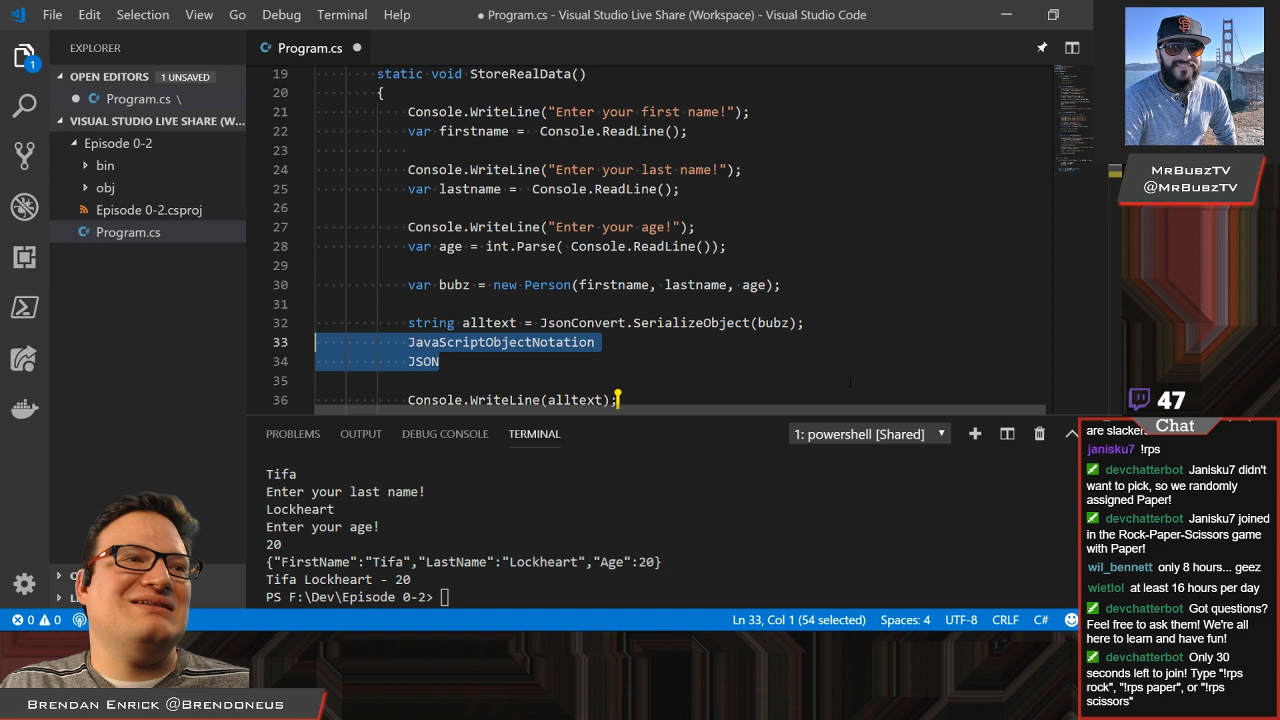 File Edit Selection View Go Debug Terminal Help
● Program.cs - Visual Studio Live Share (Workspace) - Visual Studio Code
EXPLORER
OPEN EDITORS 1 UNSAVED
Program.cs \
VISUAL STUDIO LIVE SHARE (W...
Episode 0-2
bin
obj
Episode 0-2.csproj
Program.cs
1
Program.cs
19 static void StoreRealData()
20 {
21 Console.WriteLine("Enter your first name!");
22 var firstname = Console.ReadLine();
23
24 Console.WriteLine("Enter your last name!");
25 var lastname = Console.ReadLine();
26
27 Console.WriteLine("Enter your age!");
28 var age = int.Parse( Console.ReadLine());
29
30 var bubz = new Person(firstname, lastname, age);
31
32 string alltext = JsonConvert.SerializeObject(bubz);
33 JavaScriptObjectNotation
34 JSON
35
36 Console.WriteLine(alltext);
PROBLEMS OUTPUT DEBUG CONSOLE TERMINAL 1: powershell [Shared]
Tifa
Enter your last name!
Lockheart
Enter your age!
20
{"FirstName":"Tifa","LastName":"Lockheart","Age":20}
Tifa Lockheart - 20
PS F:\Dev\Episode 0-2>
0 0 Ln 33, Col 1 (54 selected) Spaces: 4 UTF-8 CRLF C#
Brendan Enrick @Brendoneus
SF
MrBubzTV
@MrBubzTV
47
Chat
are slackers
janisku7 !rps
devchatterbot Janisku7 didn't
want to pick, so we randomly
assigned Paper!
devchatterbot Janisku7 joined
in the Rock-Paper-Scissors game
with Paper!
wil_bennett only 8 hours... geez
wietlol at least 16 hours per day
devchatterbot Got questions?
Feel free to ask them! We're all
here to learn and have fun!
devchatterbot Only 30
seconds left to join! Type "!rps
rock", "!rps paper", or "!rps
scissors"